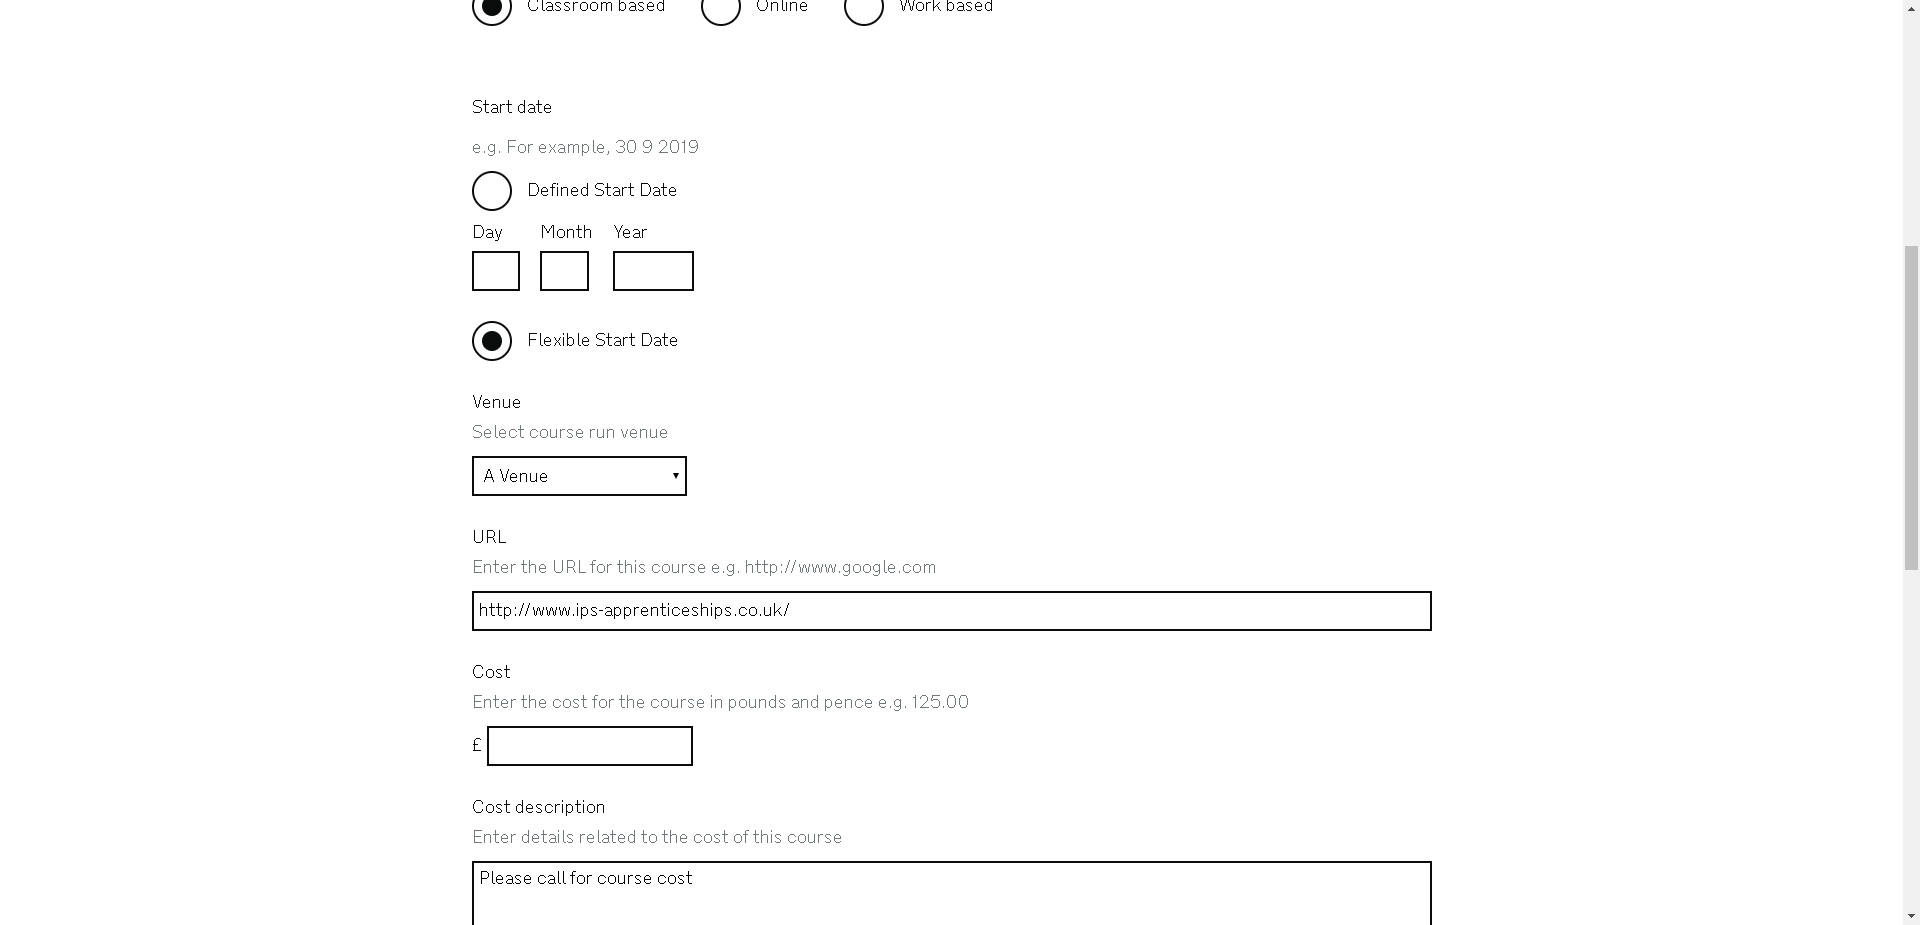 Classroom based Online Work based
Start date
e.g. For example, 30 9 2019
Defined Start Date
Day Month Year
Flexible Start Date
Venue
Select course run venue
A Venue
URL
Enter the URL for this course e.g. http://www.google.com
http://www.ips-apprenticeships.co.uk/
Cost
Enter the cost for the course in pounds and pence e.g. 125.00
£
Cost description
Enter details related to the cost of this course
Please call for course cost